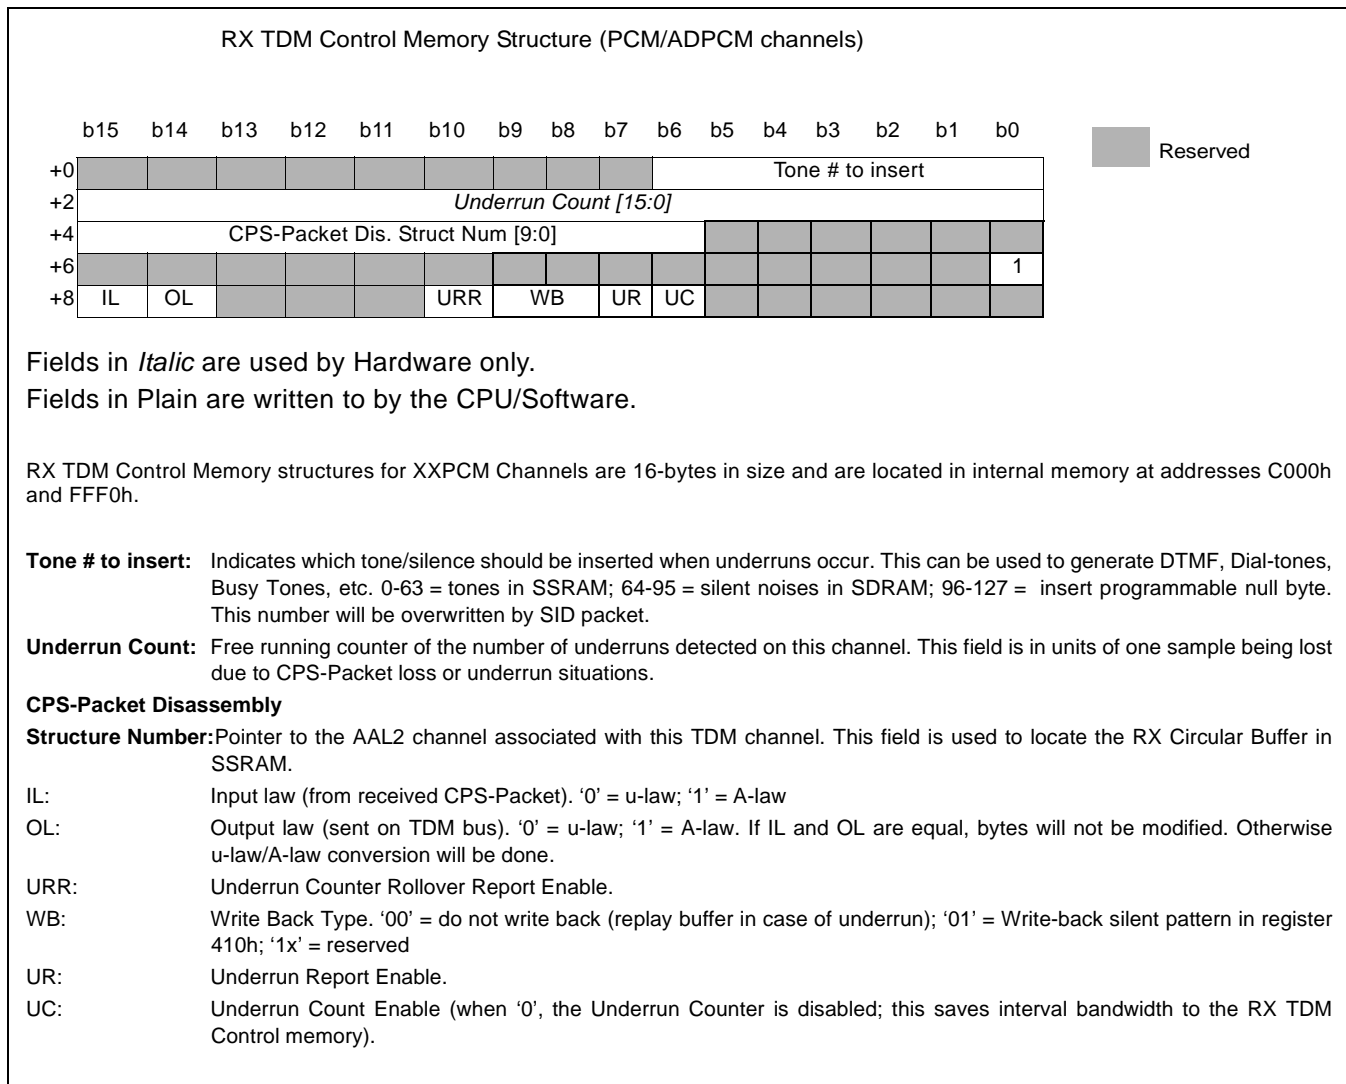 RX TDM Control Memory Structure (PCM/ADPCM channels)
b15 b14 b13 b12 b11 b10 b9 b8 b7 b6 b5 b4 b3 b2 b1 b0
Reserved
+0 Tone # to insert
+2 Underrun Count [15:0]
+4 CPS-Packet Dis. Struct Num [9:0]
+6 1
+8 IL OL URR WB UR UC
Fields in Italic are used by Hardware only.
Fields in Plain are written to by the CPU/Software.
RX TDM Control Memory structures for XXPCM Channels are 16-bytes in size and are located in internal memory at addresses C000h
and FFF0h.
Tone # to insert: Indicates which tone/silence should be inserted when underruns occur. This can be used to generate DTMF, Dial-tones,
Busy Tones, etc. 0-63 = tones in SSRAM; 64-95 = silent noises in SDRAM; 96-127 = insert programmable null byte.
This number will be overwritten by SID packet.
Underrun Count: Free running counter of the number of underruns detected on this channel. This field is in units of one sample being lost
due to CPS-Packet loss or underrun situations.
CPS-Packet Disassembly
Structure Number:Pointer to the AAL2 channel associated with this TDM channel. This field is used to locate the RX Circular Buffer in
SSRAM.
IL: Input law (from received CPS-Packet). ‘0’ = u-law; ‘1’ = A-law
OL: Output law (sent on TDM bus). ‘0’ = u-law; ‘1’ = A-law. If IL and OL are equal, bytes will not be modified. Otherwise
u-law/A-law conversion will be done.
URR: Underrun Counter Rollover Report Enable.
WB: Write Back Type. ‘00’ = do not write back (replay buffer in case of underrun); ‘01’ = Write-back silent pattern in register
410h; ‘1x’ = reserved
UR: Underrun Report Enable.
UC: Underrun Count Enable (when ‘0’, the Underrun Counter is disabled; this saves interval bandwidth to the RX TDM
Control memory).